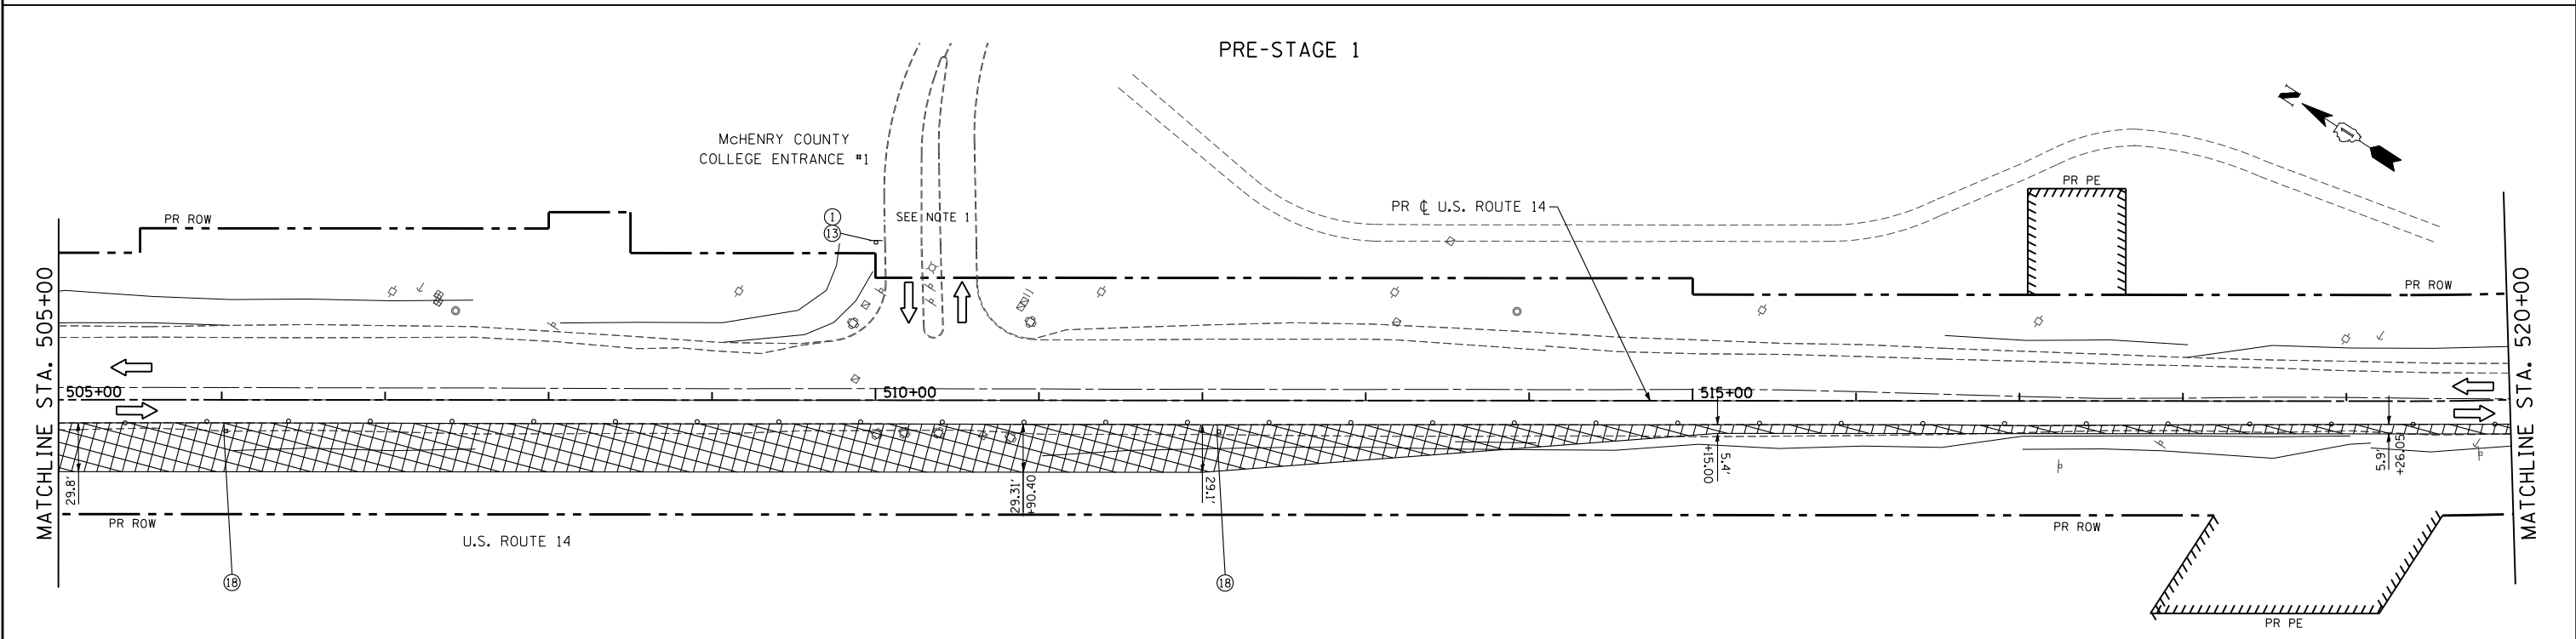 PRE-STAGE 1
N
McHENRY COUNTY
COLLEGE ENTRANCE #1
PR ROW
1
13
SEE NOTE 1
PR ℄ U.S. ROUTE 14
PR PE
PR ROW
MATCHLINE STA. 505+00
MATCHLINE STA. 520+00
505+00
510+00
515+00
29.8'
29.31'
+90.40
29.1'
+15.00
5.4'
5.9'
+26.05
PR ROW
U.S. ROUTE 14
PR ROW
18
18
PR PE